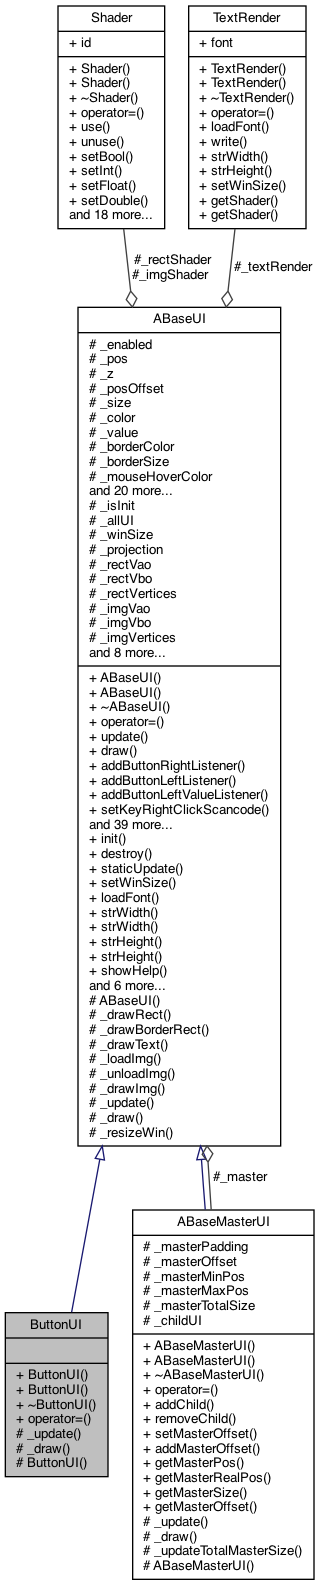 Shader
+ id
+ Shader()
+ Shader()
+ ~Shader()
+ operator=()
+ use()
+ unuse()
+ setBool()
+ setInt()
+ setFloat()
+ setDouble()
and 18 more...
TextRender
+ font
+ TextRender()
+ TextRender()
+ ~TextRender()
+ operator=()
+ loadFont()
+ write()
+ strWidth()
+ strHeight()
+ setWinSize()
+ getShader()
+ getShader()
#_rectShader
#_imgShader
#_textRender
ABaseUI
# _enabled
# _pos
# _z
# _posOffset
# _size
# _color
# _value
# _borderColor
# _borderSize
# _mouseHoverColor
and 20 more...
# _isInit
# _allUI
# _winSize
# _projection
# _rectVao
# _rectVbo
# _rectVertices
# _imgVao
# _imgVbo
# _imgVertices
and 8 more...
+ ABaseUI()
+ ABaseUI()
+ ~ABaseUI()
+ operator=()
+ update()
+ draw()
+ addButtonRightListener()
+ addButtonLeftListener()
+ addButtonLeftValueListener()
+ setKeyRightClickScancode()
and 39 more...
+ init()
+ destroy()
+ staticUpdate()
+ setWinSize()
+ loadFont()
+ strWidth()
+ strWidth()
+ strHeight()
+ strHeight()
+ showHelp()
and 6 more...
# ABaseUI()
# _drawRect()
# _drawBorderRect()
# _drawText()
# _loadImg()
# _unloadImg()
# _drawImg()
# _update()
# _draw()
# _resizeWin()
#_master
ABaseMasterUI
# _masterPadding
# _masterOffset
# _masterMinPos
# _masterMaxPos
# _masterTotalSize
# _childUI
+ ABaseMasterUI()
+ ABaseMasterUI()
+ ~ABaseMasterUI()
+ operator=()
+ addChild()
+ removeChild()
+ setMasterOffset()
+ addMasterOffset()
+ getMasterPos()
+ getMasterRealPos()
+ getMasterSize()
+ getMasterOffset()
# _update()
# _draw()
# _updateTotalMasterSize()
# ABaseMasterUI()
ButtonUI
+ ButtonUI()
+ ButtonUI()
+ ~ButtonUI()
+ operator=()
# _update()
# _draw()
# ButtonUI()